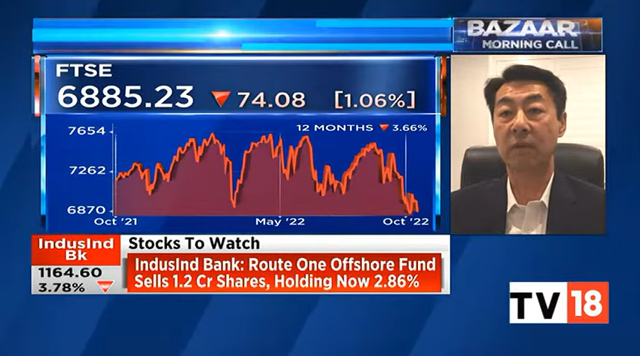 BAZAAR
MORNING CALL
FTSE
6885.23 ▼ 74.08 [1.06%]
12 MONTHS ▼ 3.66%
7654
7262
6870
Oct '21 May '22 Oct '22
IndusInd
Bk
1164.60
3.78% ▼
Stocks To Watch
IndusInd Bank: Route One Offshore Fund
Sells 1.2 Cr Shares, Holding Now 2.86%
TV 18